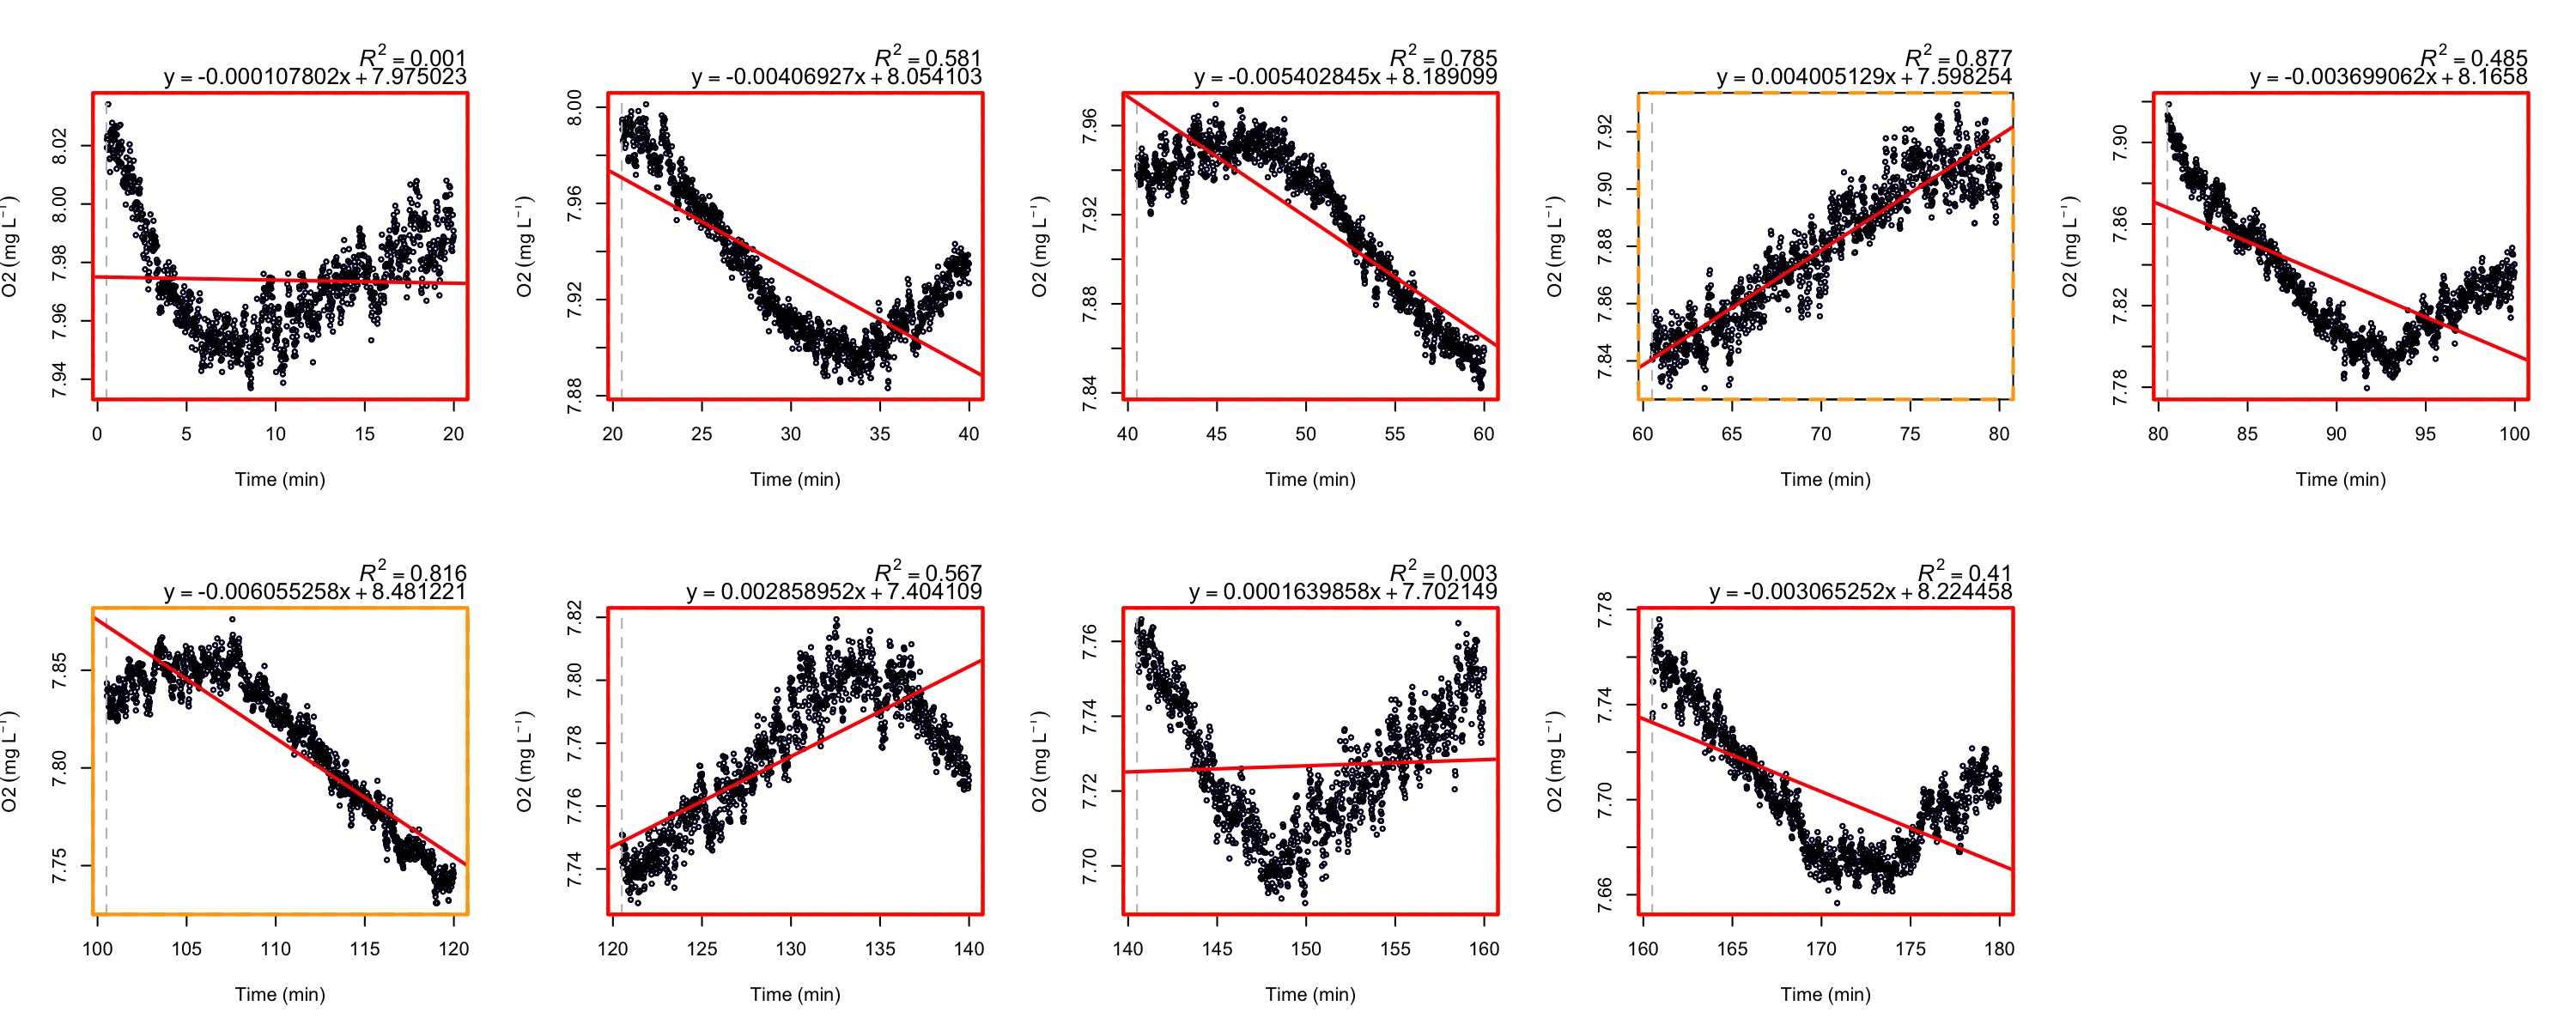 R² = 0.001
y = -0.000107802x + 7.975023
O2 (mg L⁻¹)
8.02
8.00
7.98
7.96
7.94
0 5 10 15 20
Time (min)
R² = 0.581
y = -0.00406927x + 8.054103
O2 (mg L⁻¹)
8.00
7.96
7.92
7.88
20 25 30 35 40
Time (min)
R² = 0.785
y = -0.005402845x + 8.189099
O2 (mg L⁻¹)
7.96
7.92
7.88
7.84
40 45 50 55 60
Time (min)
R² = 0.877
y = 0.004005129x + 7.598254
O2 (mg L⁻¹)
7.92
7.90
7.88
7.86
7.84
60 65 70 75 80
Time (min)
R² = 0.485
y = -0.003699062x + 8.1658
O2 (mg L⁻¹)
7.90
7.86
7.82
7.78
80 85 90 95 100
Time (min)
R² = 0.816
y = -0.006055258x + 8.481221
O2 (mg L⁻¹)
7.85
7.80
7.75
100 105 110 115 120
Time (min)
R² = 0.567
y = 0.002858952x + 7.404109
O2 (mg L⁻¹)
7.82
7.80
7.78
7.76
7.74
120 125 130 135 140
Time (min)
R² = 0.003
y = 0.0001639858x + 7.702149
O2 (mg L⁻¹)
7.76
7.74
7.72
7.70
140 145 150 155 160
Time (min)
R² = 0.41
y = -0.003065252x + 8.224458
O2 (mg L⁻¹)
7.78
7.74
7.70
7.66
160 165 170 175 180
Time (min)